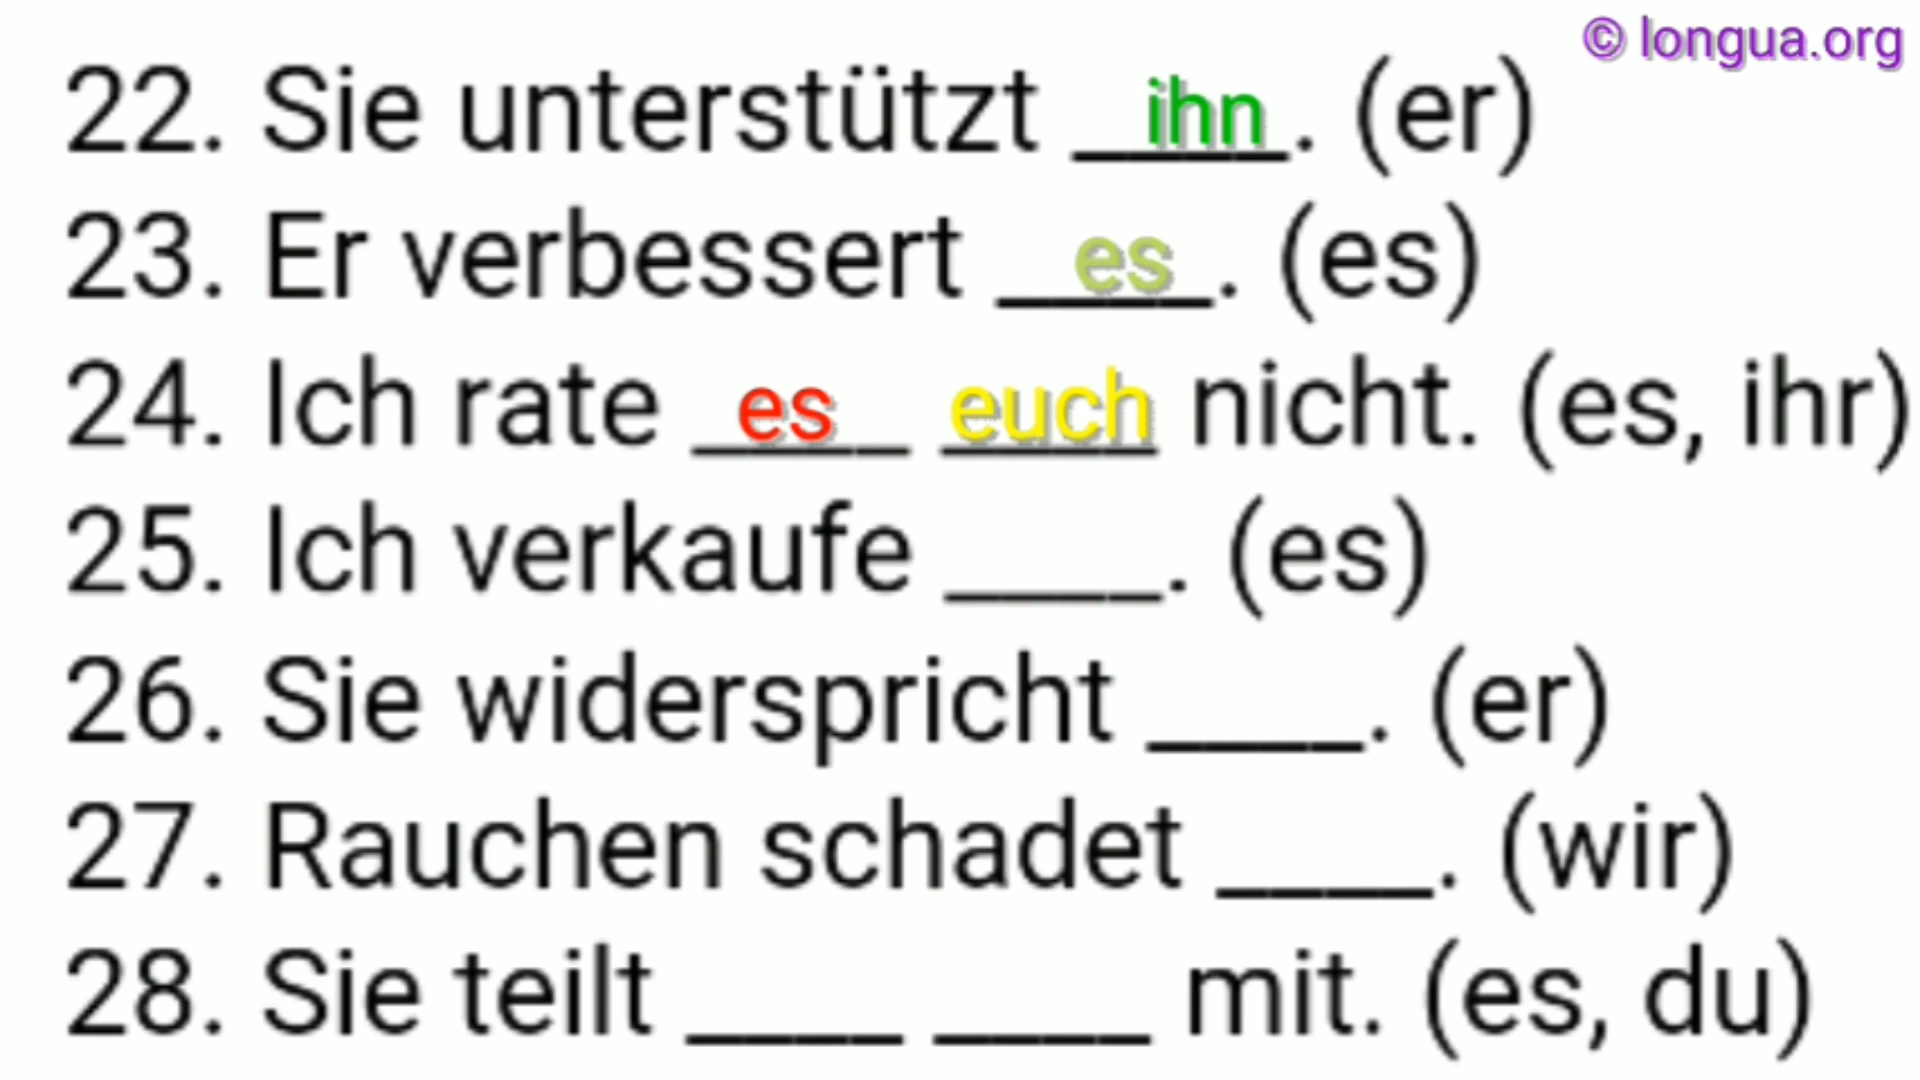 © longua.org
22. Sie unterstützt ihn. (er)
23. Er verbessert es. (es)
24. Ich rate es euch nicht. (es, ihr)
25. Ich verkaufe ____. (es)
26. Sie widerspricht ____. (er)
27. Rauchen schadet ____. (wir)
28. Sie teilt ____ ____ mit. (es, du)